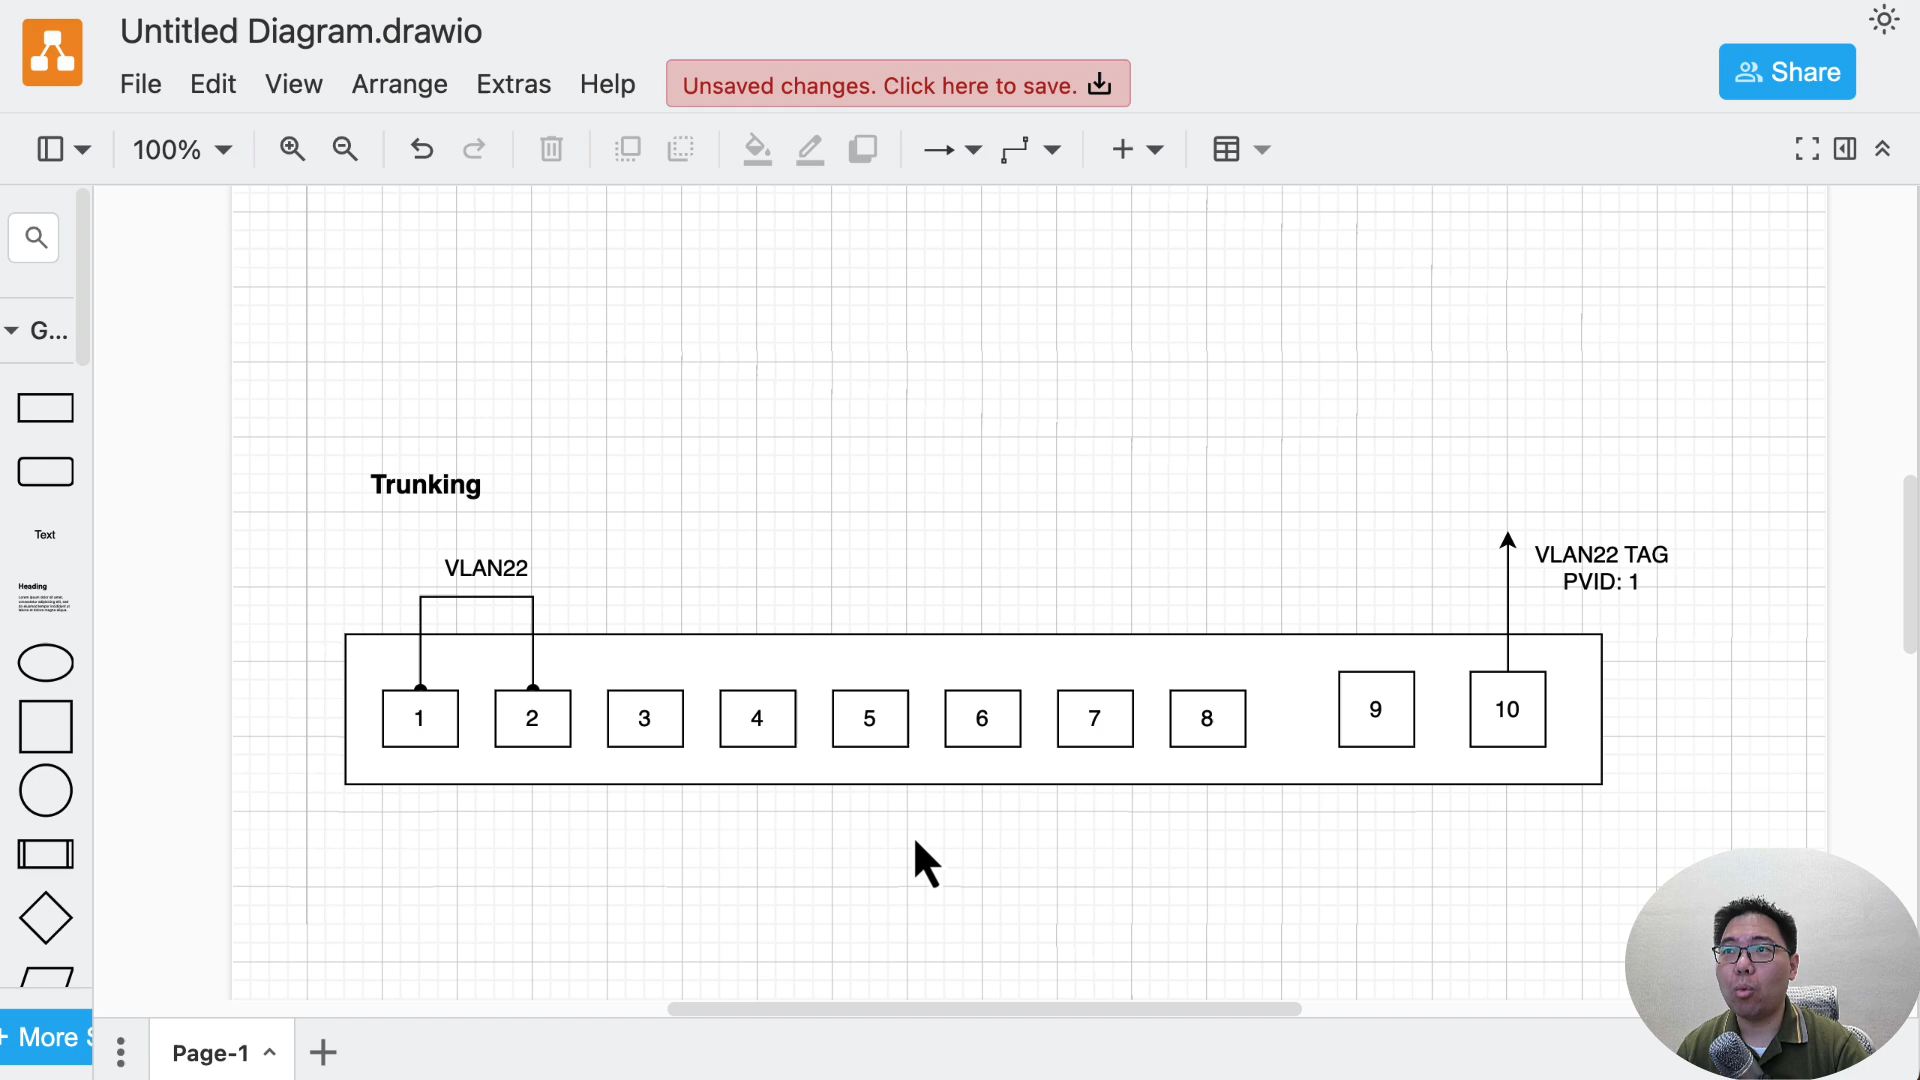 Untitled Diagram.drawio
File Edit View Arrange Extras Help
Unsaved changes. Click here to save.
Share
100%
G...
Text
Heading
Trunking
VLAN22
VLAN22 TAG
PVID: 1
1 2 3 4 5 6 7 8 9 10
+ More S
Page-1